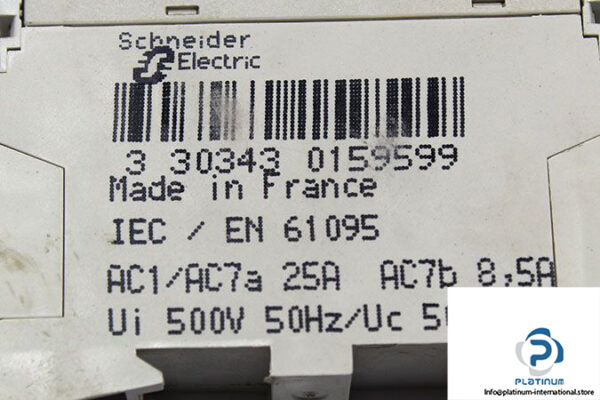 Schneider
Electric
3 30343 0159599
Made in France
IEC / EN 61095
AC1/AC7a 25A AC7b 8,5A
Ui 500V 50Hz/Uc
PLATINUM
Info@platinum-international.store